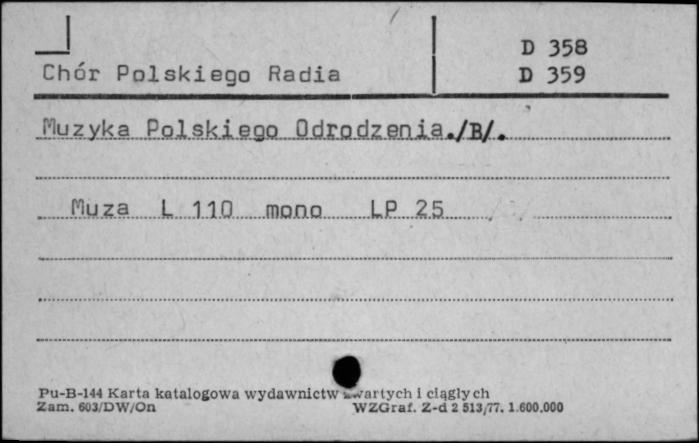 D 358
Chór Polskiego Radia D 359
Muzyka Polskiego Odrodzenia./B/.
Muza L 110 mono LP 25
Pu-B-144 Karta katalogowa wydawnictw zwartych i ciągłych
Zam. 603/DW/On WZGraf. Z-d 2 513/77. 1.600.000